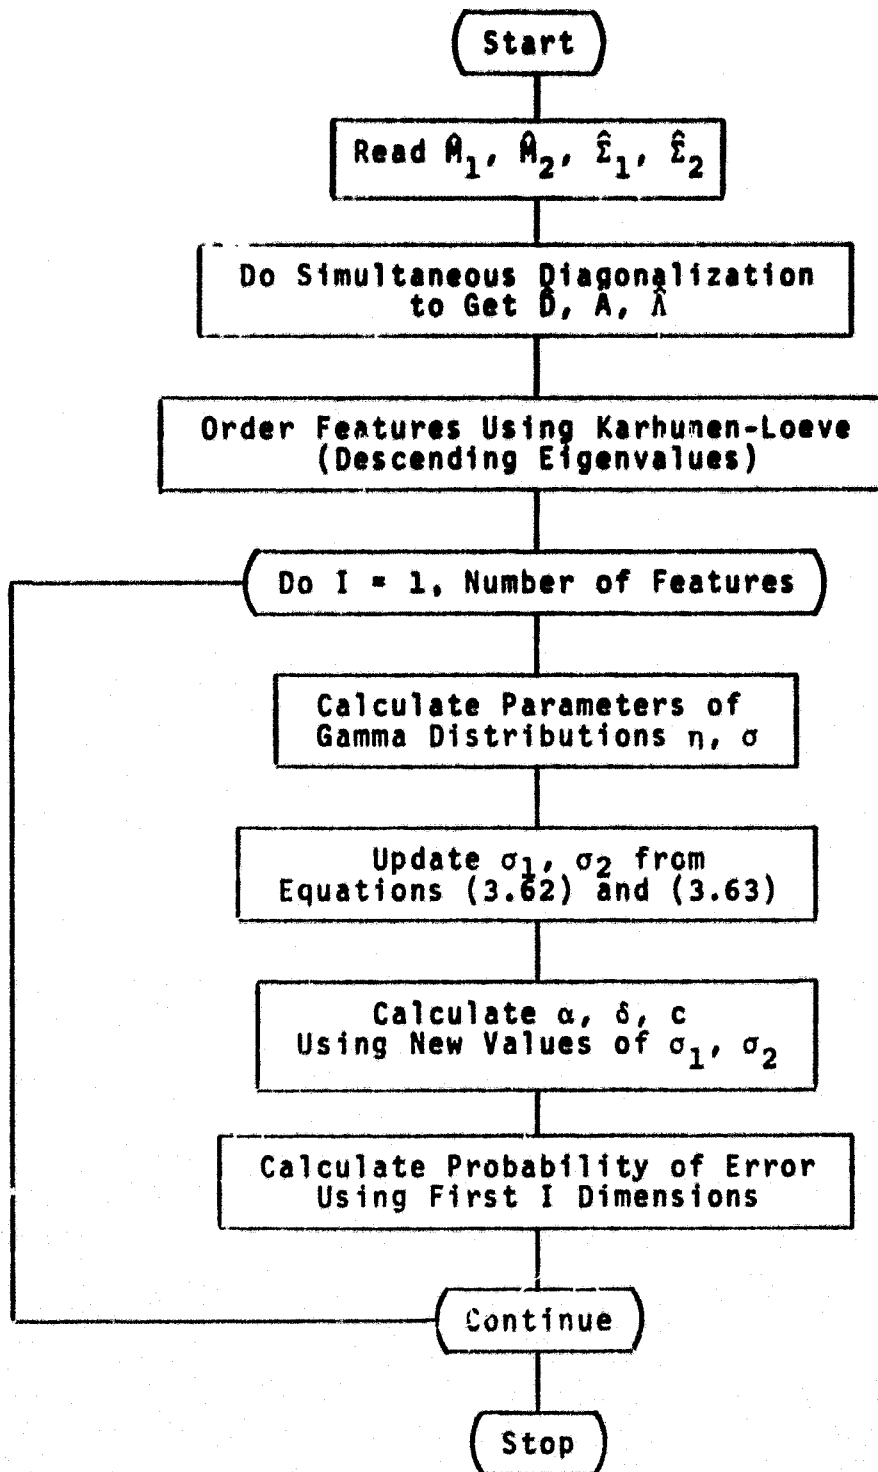 Start
Read M̂₁, M̂₂, Σ̂₁, Σ̂₂
Do Simultaneous Diagonalization
to Get D̂, A, Λ̂
Order Features Using Karhumen-Loeve
(Descending Eigenvalues)
Do I = 1, Number of Features
Calculate Parameters of
Gamma Distributions η, σ
Update σ₁, σ₂ from
Equations (3.62) and (3.63)
Calculate α, δ, c
Using New Values of σ₁, σ₂
Calculate Probability of Error
Using First I Dimensions
Continue
Stop